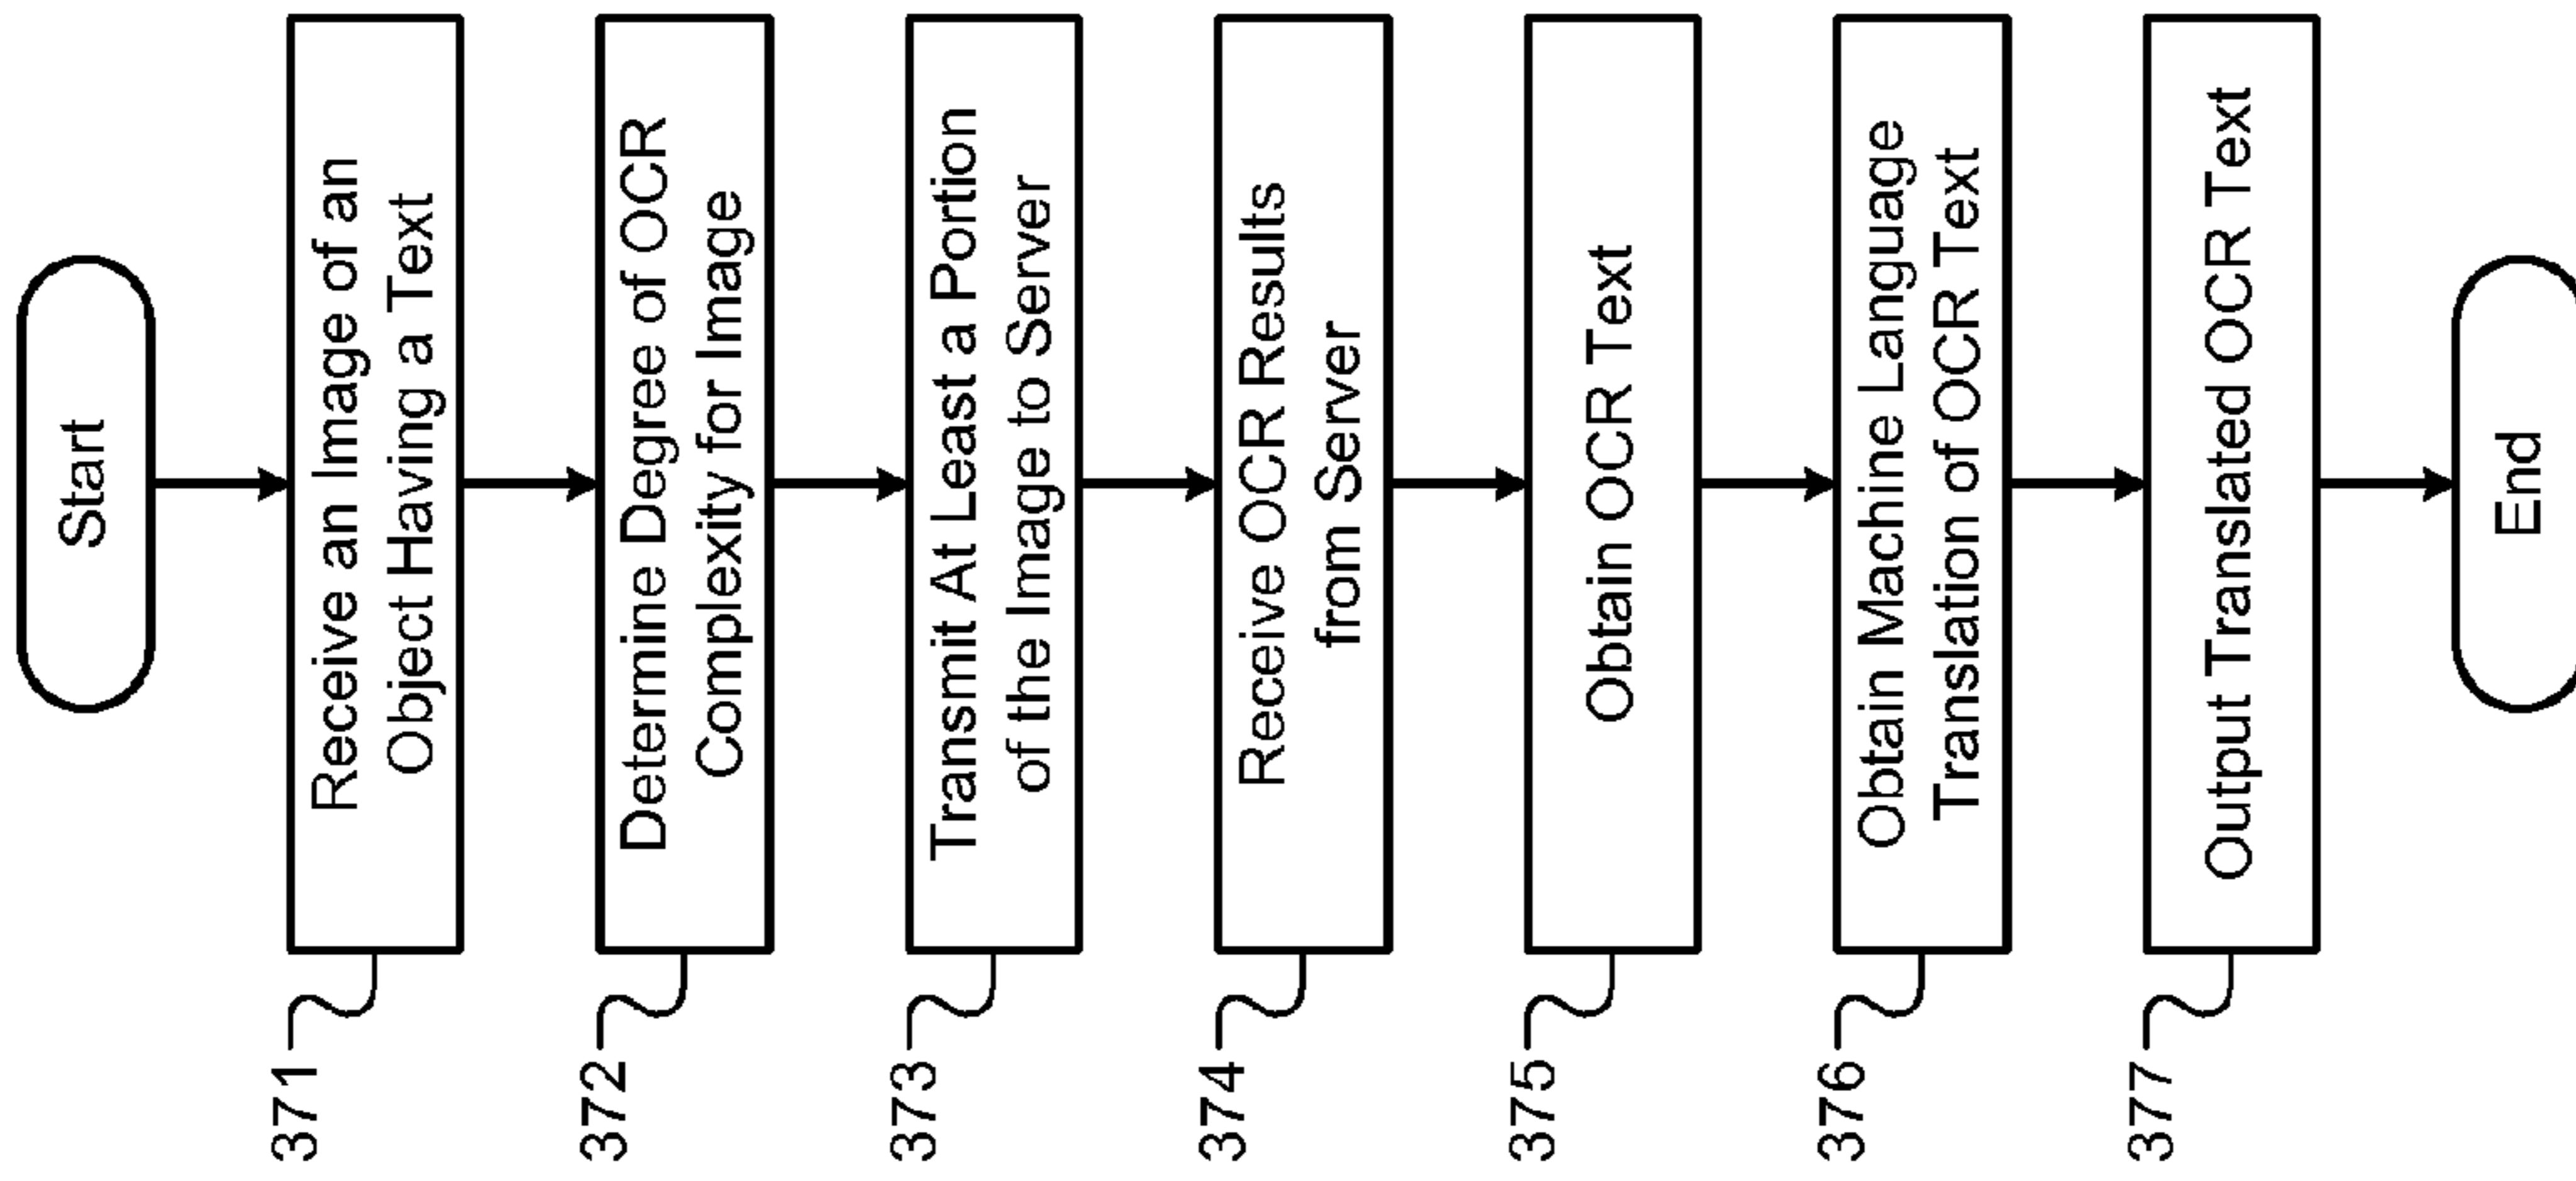 Start
371
Receive an Image of an
Object Having a Text
372
Determine Degree of OCR
Complexity for Image
373
Transmit At Least a Portion
of the Image to Server
374
Receive OCR Results
from Server
375
Obtain OCR Text
376
Obtain Machine Language
Translation of OCR Text
377
Output Translated OCR Text
End